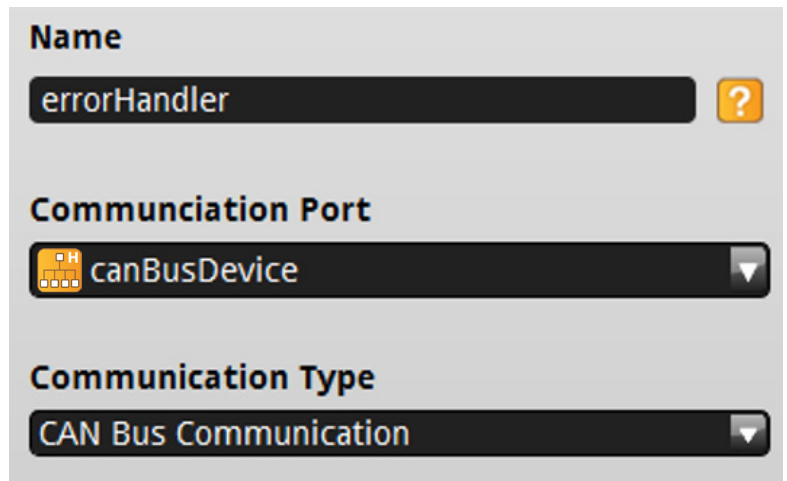 Name
errorHandler
?
Communciation Port
H canBusDevice
Communication Type
CAN Bus Communication